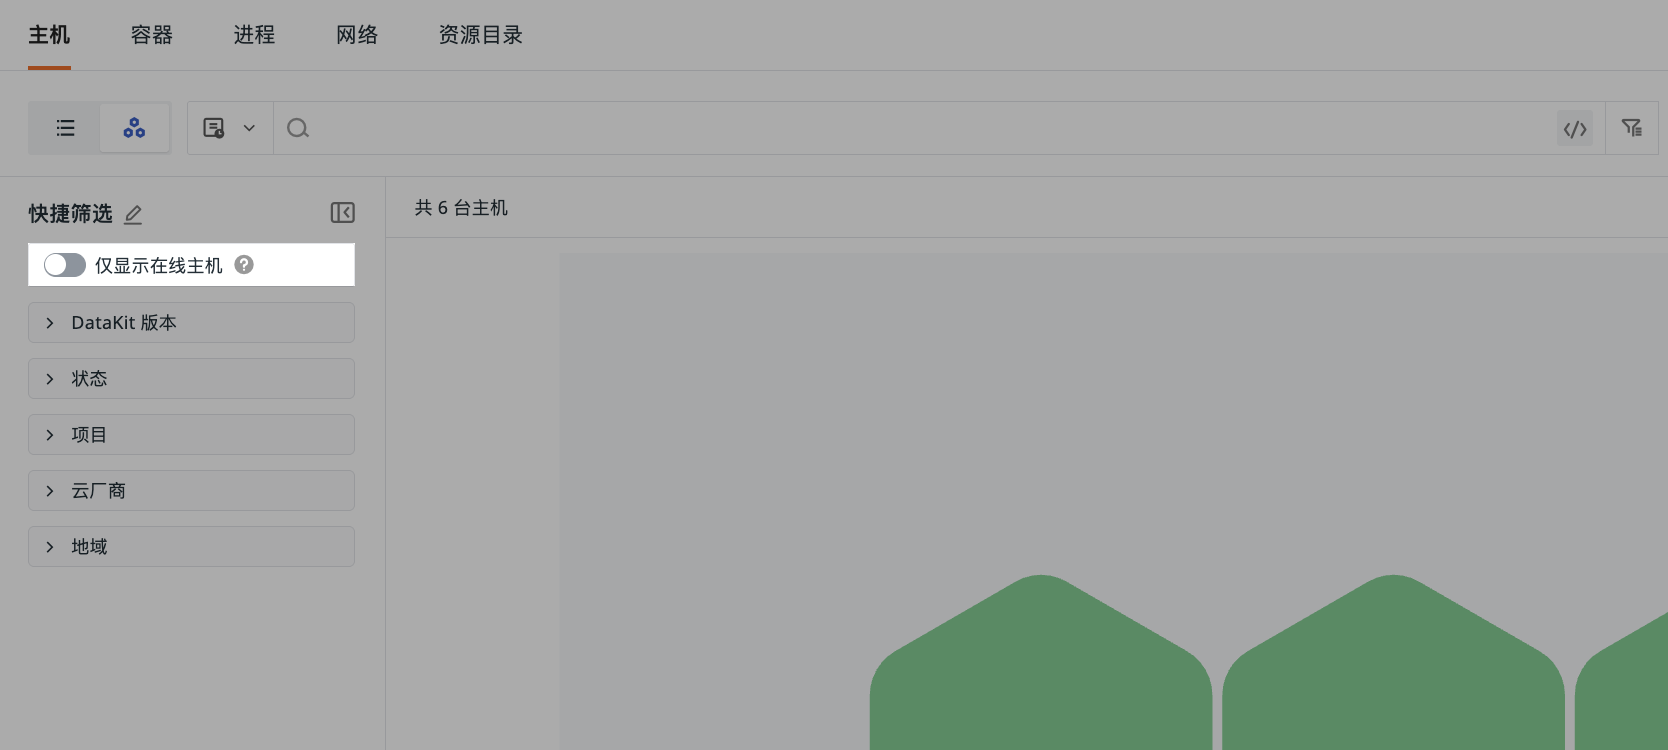 主机 容器 进程 网络 资源目录
快捷筛选
共 6 台主机
仅显示在线主机
DataKit 版本
状态
项目
云厂商
地域